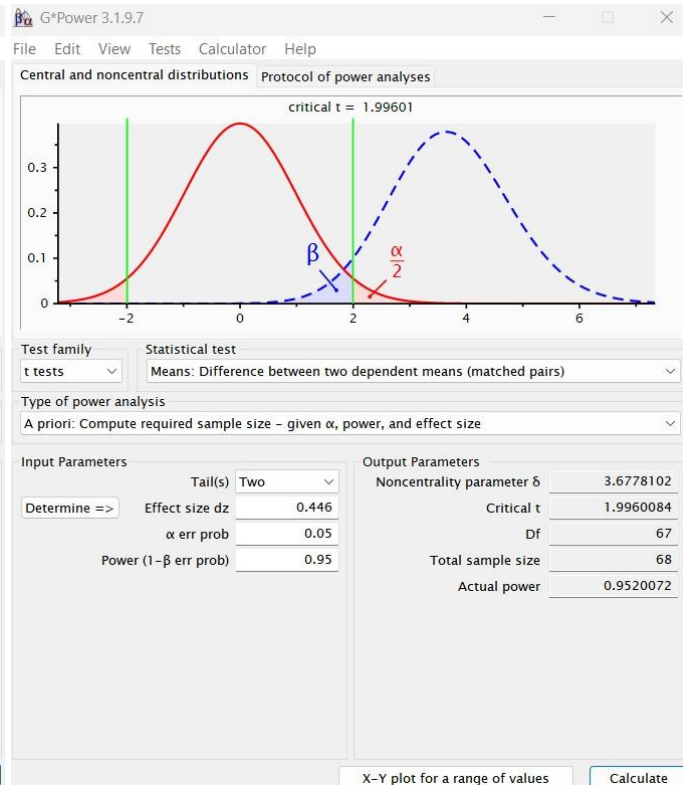 G*Power 3.1.9.7
File Edit View Tests Calculator Help
Central and noncentral distributions Protocol of power analyses
critical t = 1.99601
0.3
0.2
0.1
0
β
α
2
-2 0 2 4 6
Test family Statistical test
t tests Means: Difference between two dependent means (matched pairs)
Type of power analysis
A priori: Compute required sample size – given α, power, and effect size
Input Parameters Output Parameters
Tail(s) Two Noncentrality parameter δ 3.6778102
Determine => Effect size dz 0.446 Critical t 1.9960084
α err prob 0.05 Df 67
Power (1-β err prob) 0.95 Total sample size 68
Actual power 0.9520072
X-Y plot for a range of values Calculate